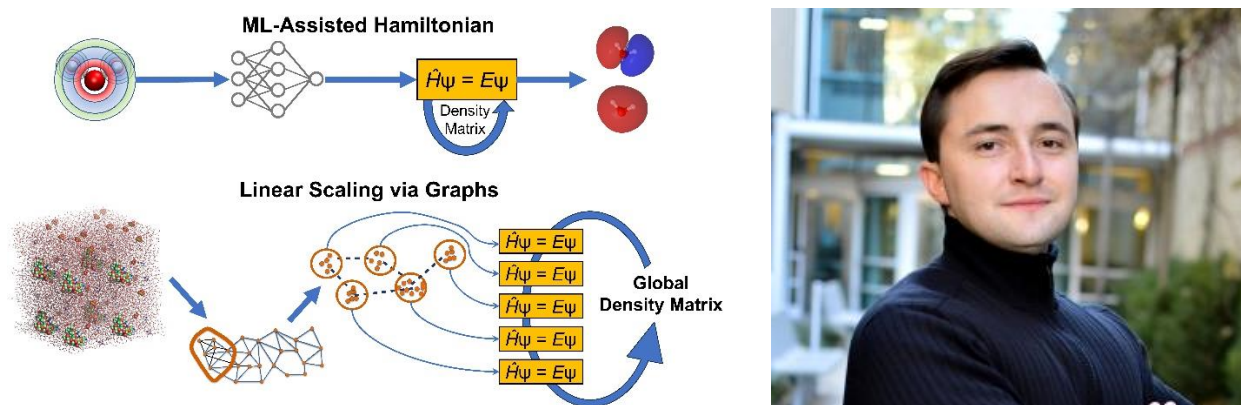 ML-Assisted Hamiltonian
Ĥψ = Eψ
Density
Matrix
Linear Scaling via Graphs
Ĥψ = Eψ
Ĥψ = Eψ
Ĥψ = Eψ
Ĥψ = Eψ
Ĥψ = Eψ
Global
Density Matrix